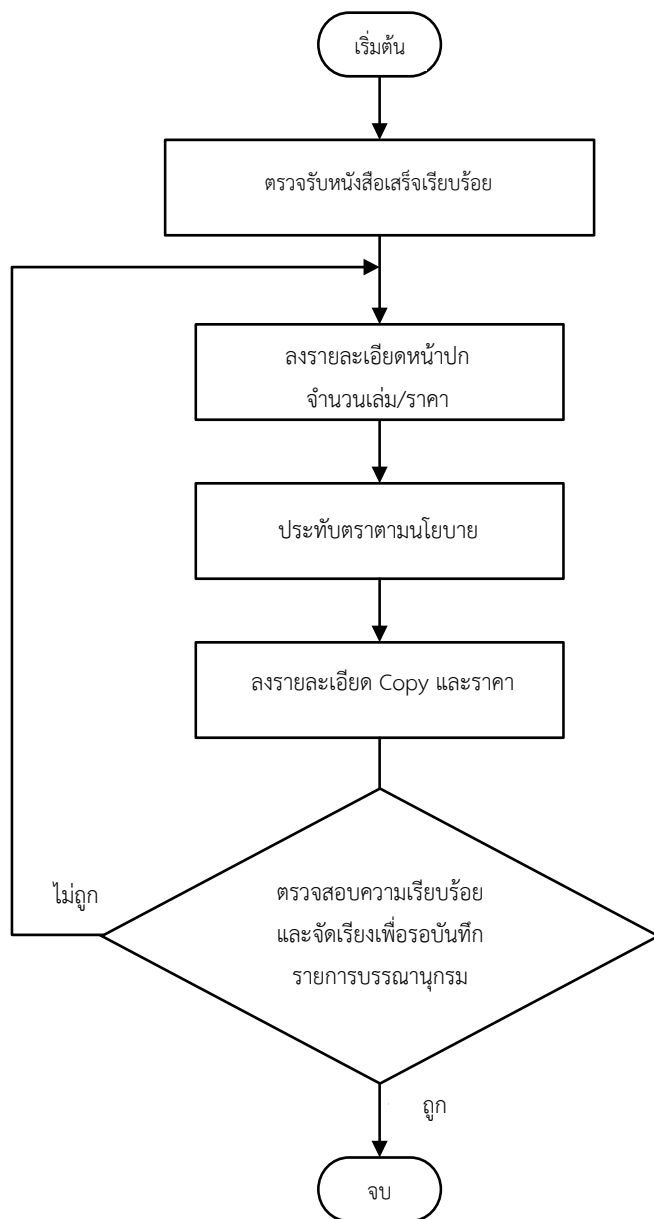 เริ่มต้น
ตรวจรับหนังสือเสร็จเรียบร้อย
ลงรายละเอียดหน้าปก
จำนวนเล่ม/ราคา
ประทับตราตามนโยบาย
ลงรายละเอียด Copy และราคา
ไม่ถูก
ตรวจสอบความเรียบร้อย
และจัดเรียงเพื่อรอบันทึก
รายการบรรณานุกรม
ถูก
จบ